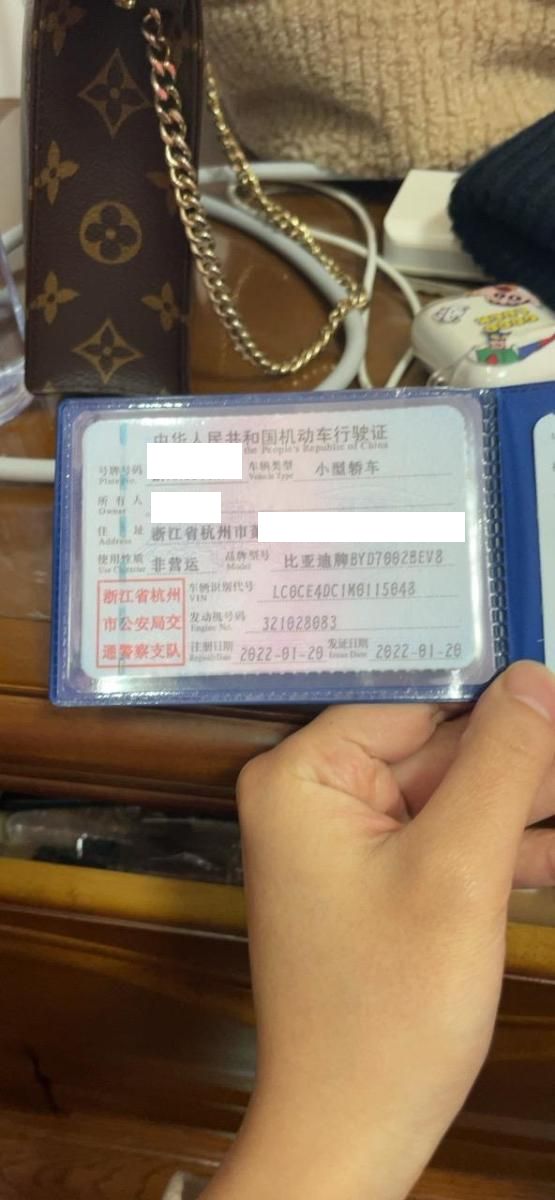 中华人民共和国机动车行驶证
the People's Republic of China
号牌号码 车辆类型 小型轿车
Plate No. Vehicle Type
所有人
Owner
住 址 浙江省杭州市
Address
使用性质 非营运 品牌型号 比亚迪牌BYD7002BEV8
Use Character Model
浙江省杭州
市公安局交
通警察支队
车辆识别代号 LC0CE4DC1M0115048
VIN
发动机号码 321028083
Engine No.
注册日期 2022-01-20 发证日期 2022-01-20
Register Date Issue Date